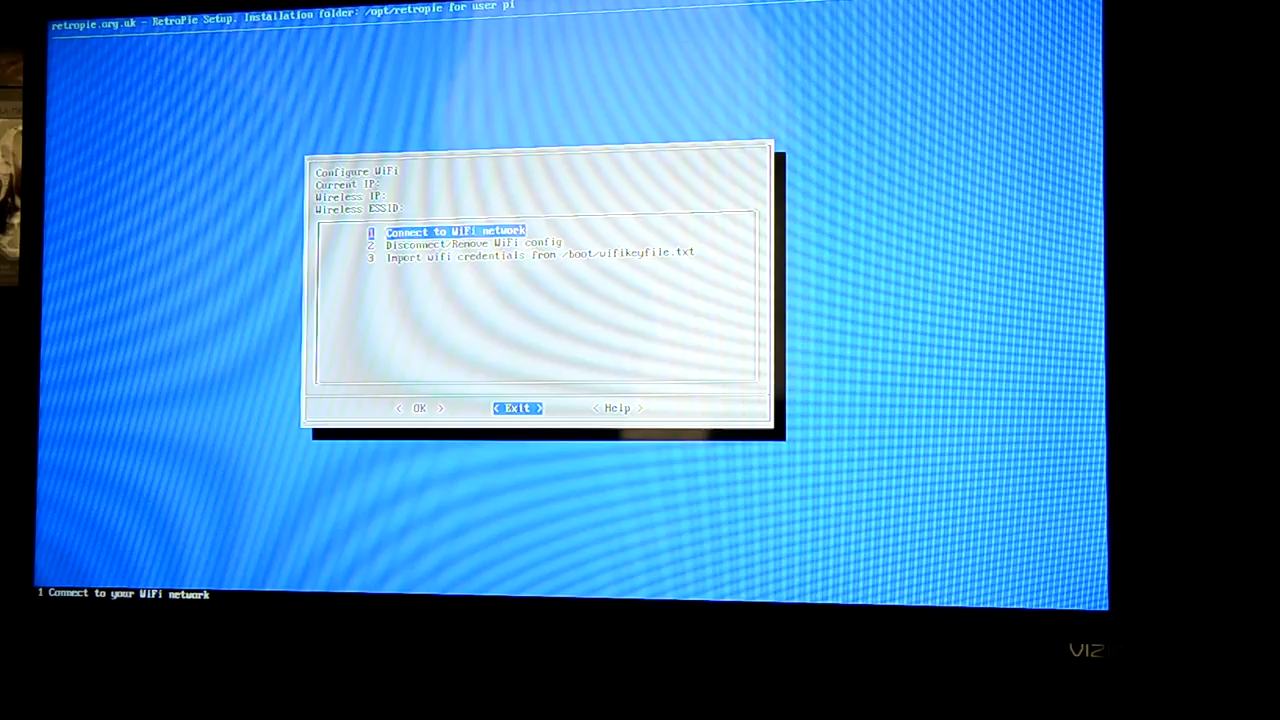 retropie.org.uk - RetroPie Setup. Installation folder: /opt/retropie for user pi
Configure WiFi
Current IP:
Wireless IP:
Wireless ESSID:
1 Connect to WiFi network
2 Disconnect/Remove WiFi config
3 Import wifi credentials from /boot/wifikeyfile.txt
< OK > < Exit > < Help >
1 Connect to your WiFi network
VIZ